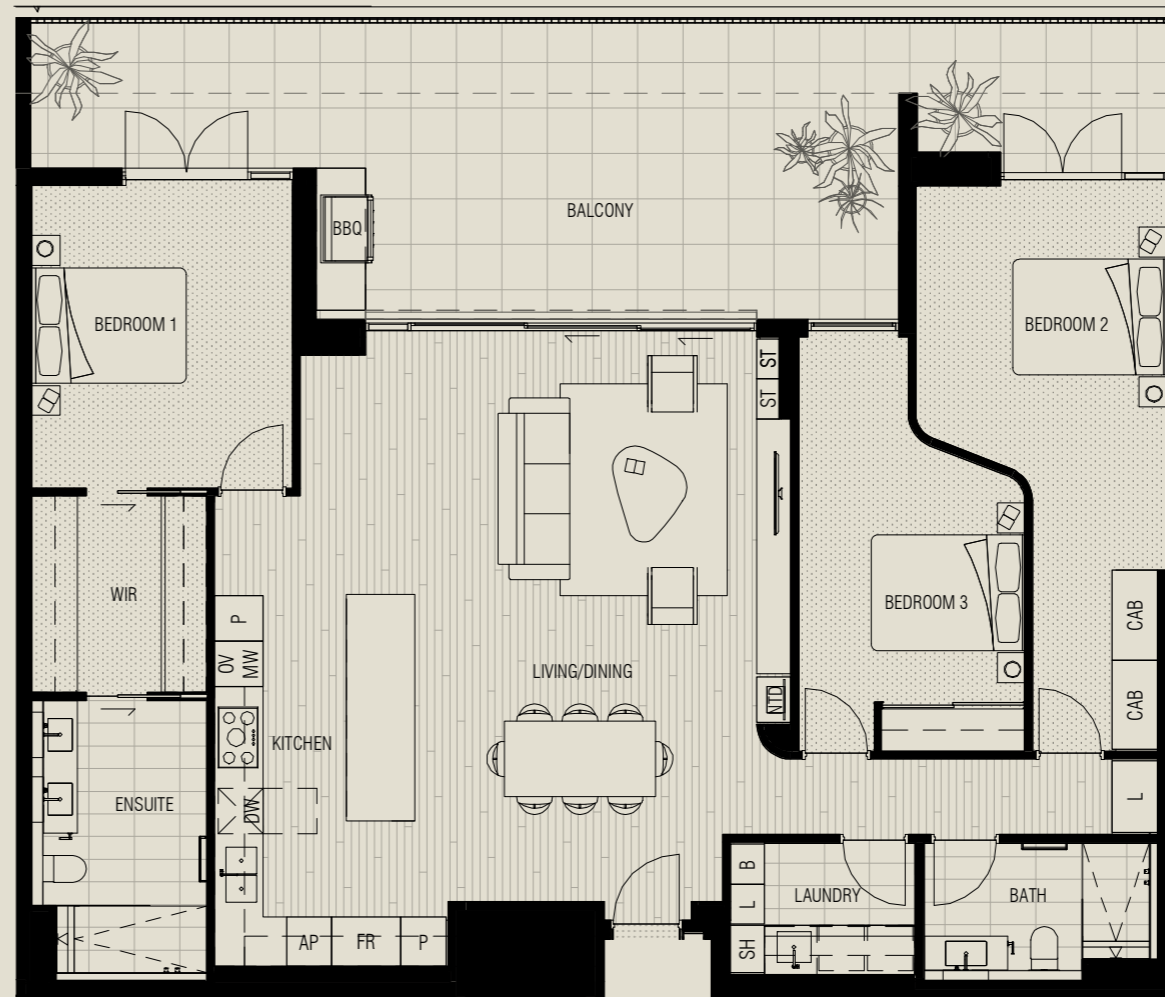 BALCONY
BBQ
BEDROOM 1
BEDROOM 2
ST
ST
WIR
BEDROOM 3
P
OV
MW
LIVING/DINING
CAB
CAB
NTD
KITCHEN
DW
ENSUITE
L
B
L
SH
LAUNDRY
BATH
AP
FR
P